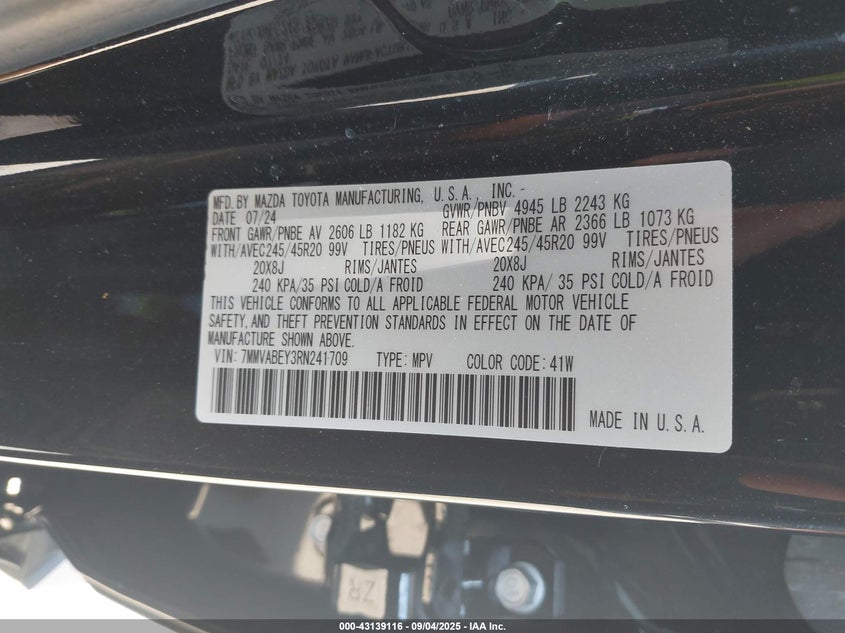 MFD. BY MAZDA TOYOTA MANUFACTURING, U.S.A., INC. -
DATE 07/24 GVWR/PNBV 4945 LB 2243 KG
FRONT GAWR/PNBE AV 2606 LB 1182 KG REAR GAWR/PNBE AR 2366 LB 1073 KG
WITH/AVEC245/45R20 99V TIRES/PNEUS WITH/AVEC245/45R20 99V TIRES/PNEUS
20X8J RIMS/JANTES 20X8J RIMS/JANTES
240 KPA/35 PSI COLD/A FROID 240 KPA/ 35 PSI COLD/A FROID
THIS VEHICLE CONFORMS TO ALL APPLICABLE FEDERAL MOTOR VEHICLE
SAFETY, AND THEFT PREVENTION STANDARDS IN EFFECT ON THE DATE OF
MANUFACTURE SHOWN ABOVE.
VIN: 7MMVABEY3RN241709 TYPE: MPV COLOR CODE: 41W
MADE IN U.S.A.
ZR
000-43139116 - 09/04/2025 - IAA Inc.